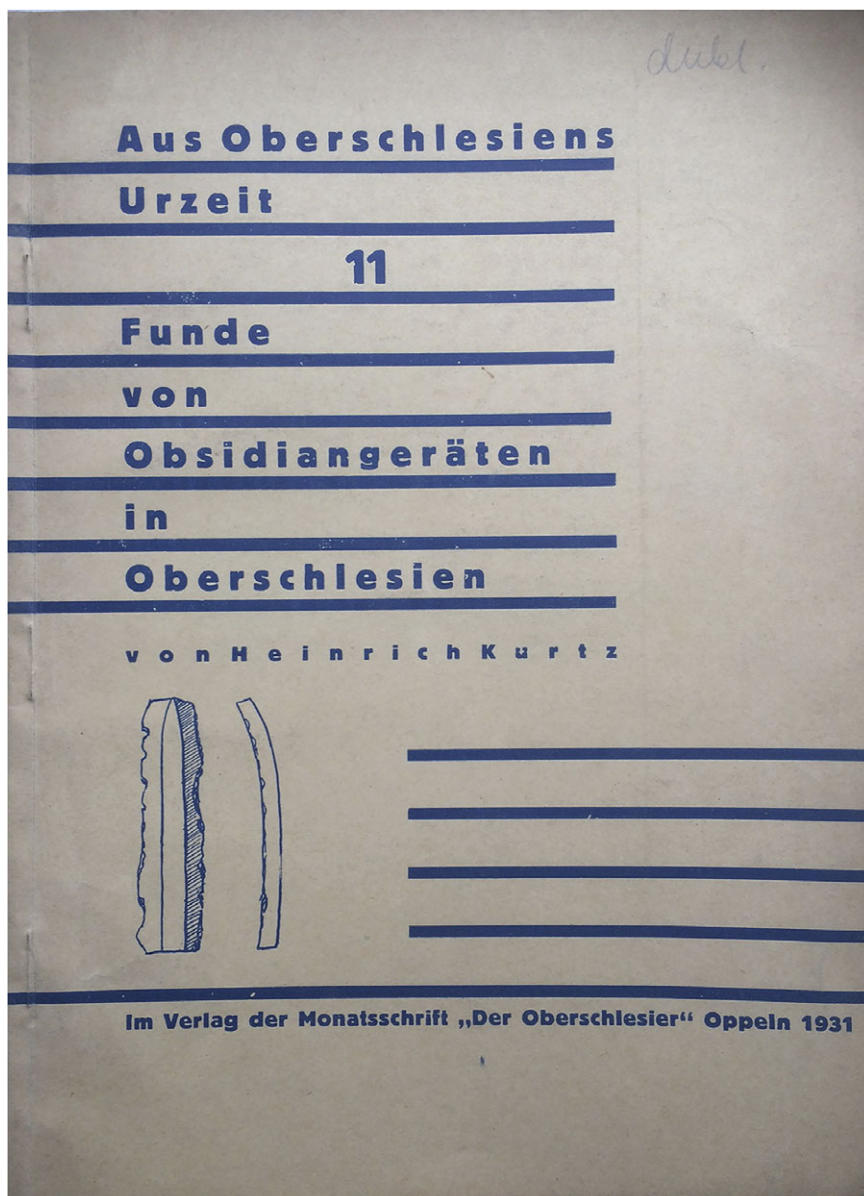 Aus Oberschlesiens
Urzeit
11
Funde
von
Obsidiangeräten
in
Oberschlesien
von Heinrich Kurtz
Im Verlag der Monatsschrift „Der Oberschlesier“ Oppeln 1931